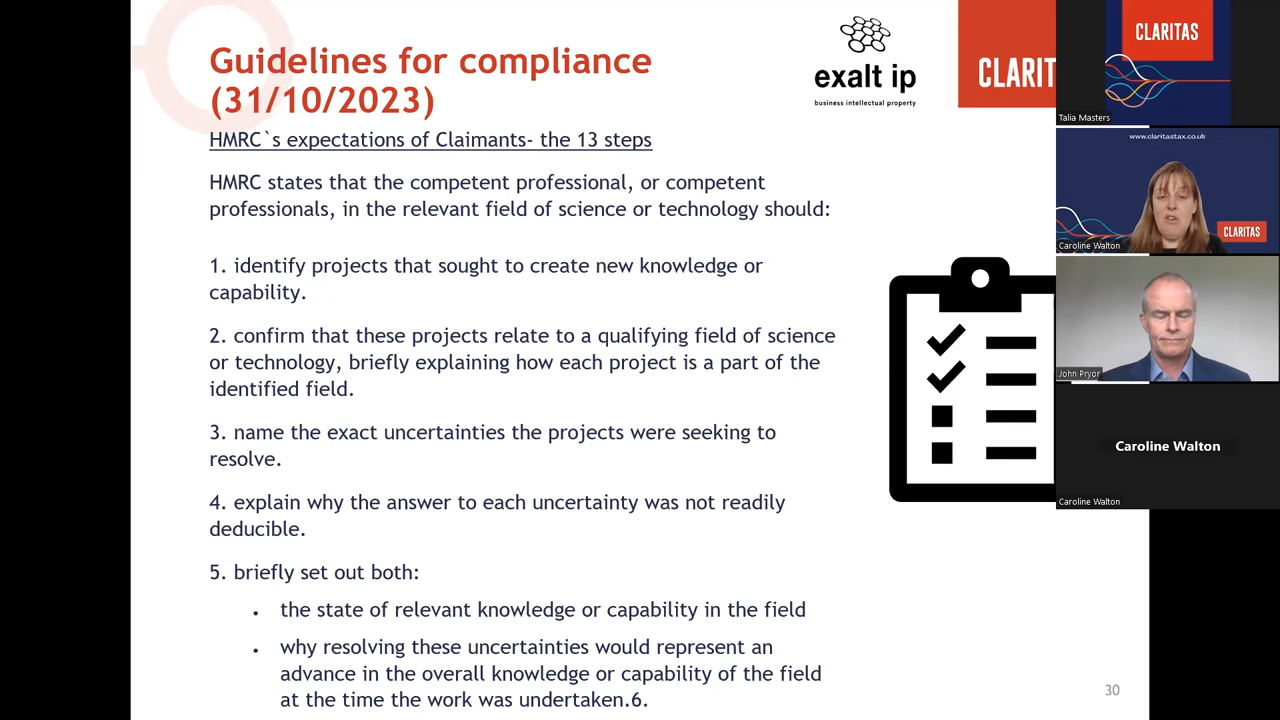 Guidelines for compliance
(31/10/2023)
HMRC`s expectations of Claimants- the 13 steps
HMRC states that the competent professional, or competent
professionals, in the relevant field of science or technology should:
1. identify projects that sought to create new knowledge or
capability.
2. confirm that these projects relate to a qualifying field of science
or technology, briefly explaining how each project is a part of the
identified field.
3. name the exact uncertainties the projects were seeking to
resolve.
4. explain why the answer to each uncertainty was not readily
deducible.
5. briefly set out both:
• the state of relevant knowledge or capability in the field
• why resolving these uncertainties would represent an
advance in the overall knowledge or capability of the field
at the time the work was undertaken.6.
30
exalt ip
business intellectual property
CLARIT
CLARITAS
Talia Masters
www.claritastax.co.uk
CLARITAS
Caroline Walton
John Pryor
Caroline Walton
Caroline Walton